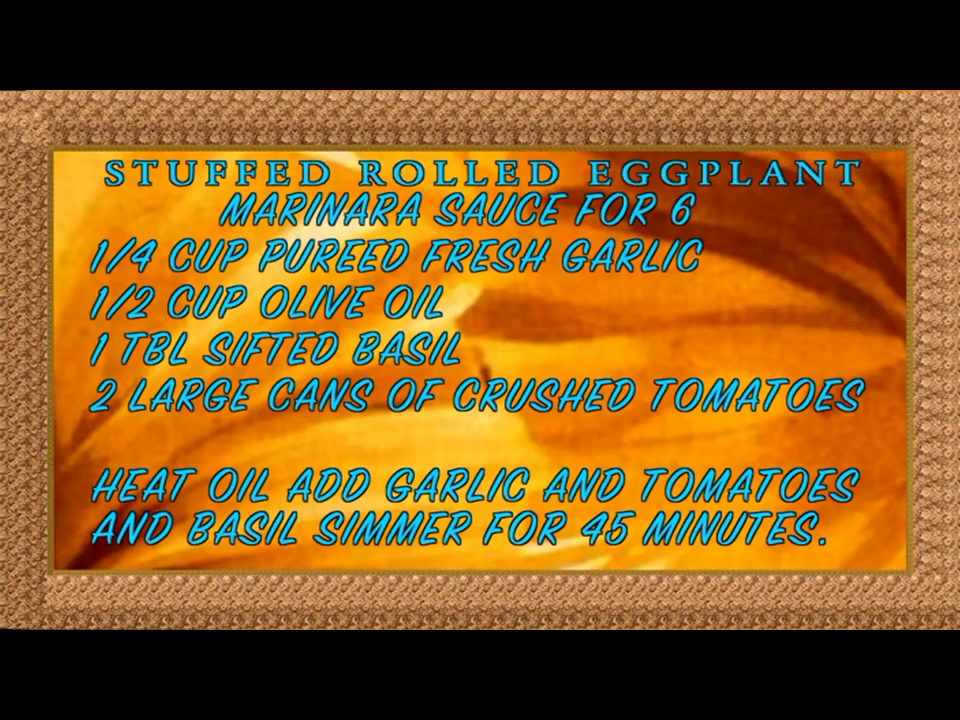 STUFFED ROLLED EGGPLANT
MARINARA SAUCE FOR 6
1/4 CUP PUREED FRESH GARLIC
1/2 CUP OLIVE OIL
1 TBL SIFTED BASIL
2 LARGE CANS OF CRUSHED TOMATOES
HEAT OIL ADD GARLIC AND TOMATOES
AND BASIL SIMMER FOR 45 MINUTES.